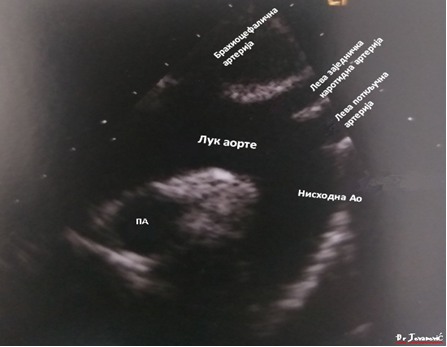 Брахиоцефалична
артерија
Лева заједничка
каротидна артерија
Лева поткључна
артерија
Лук аорте
Нисходна Ао
ПА
Dr Jovanović